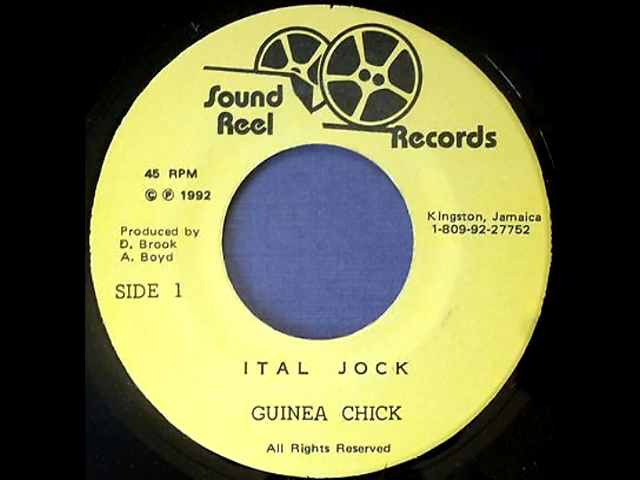 Sound
Reel
Records
45 RPM
© ℗ 1992
Produced by
D. Brook
A. Boyd
SIDE 1
Kingston, Jamaica
1-809-92-27752
ITAL JOCK
GUINEA CHICK
All Rights Reserved